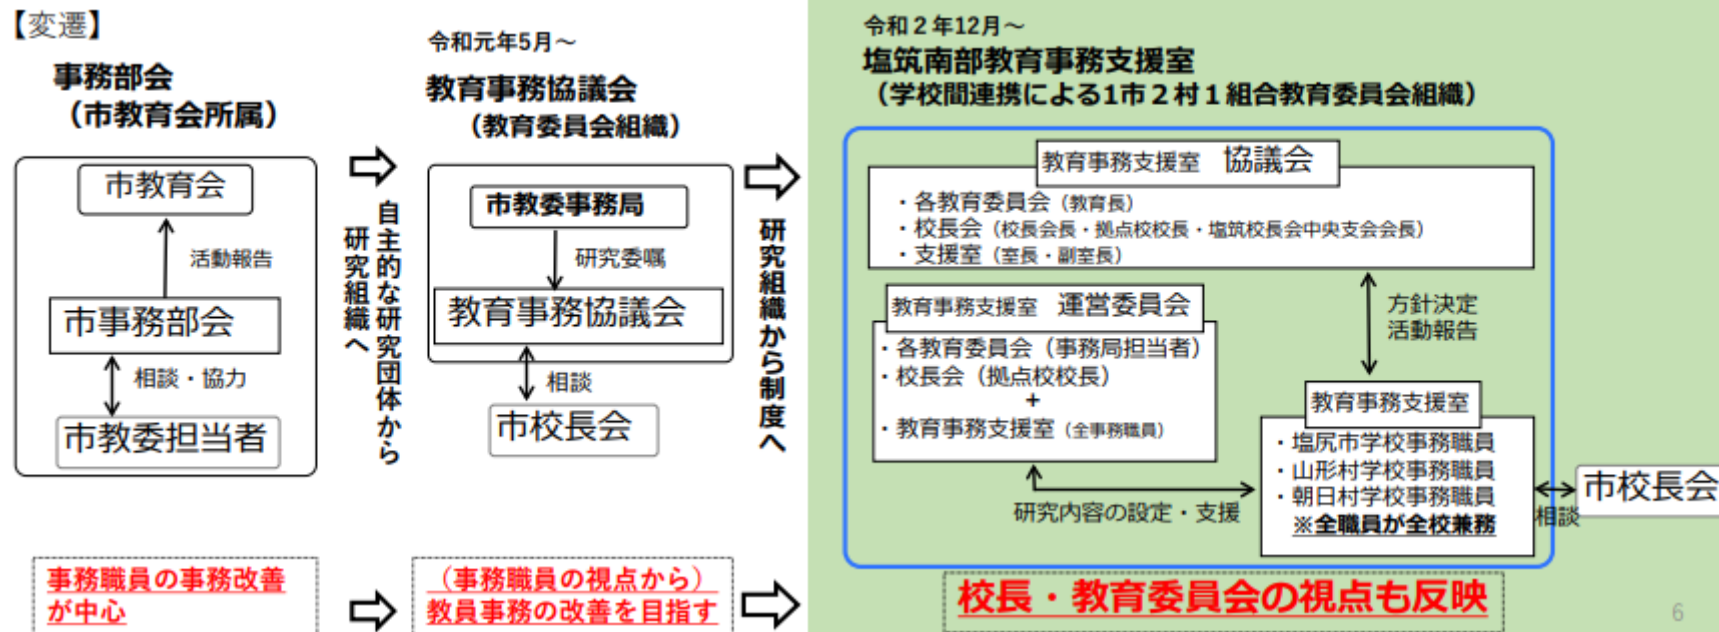 【変遷】
事務部会
（市教育会所属）
市教育会
活動報告
市事務部会
相談・協力
市教委担当者
自主的な研究団体から
研究組織へ
令和元年5月～
教育事務協議会
（教育委員会組織）
市教委事務局
研究委嘱
教育事務協議会
相談
市校長会
研究組織から制度へ
令和２年12月～
塩筑南部教育事務支援室
（学校間連携による1市２村１組合教育委員会組織）
教育事務支援室　協議会
・各教育委員会（教育長）
・校長会（校長会長・拠点校校長・塩筑校長会中央支会会長）
・支援室（室長・副室長）
教育事務支援室　運営委員会
・各教育委員会（事務局担当者）
・校長会（拠点校校長）
+
・教育事務支援室（全事務職員）
方針決定
活動報告
教育事務支援室
・塩尻市学校事務職員
・山形村学校事務職員
・朝日村学校事務職員
※全職員が全校兼務
研究内容の設定・支援
相談
市校長会
事務職員の事務改善
が中心
（事務職員の視点から）
教員事務の改善を目指す
校長・教育委員会の視点も反映
6